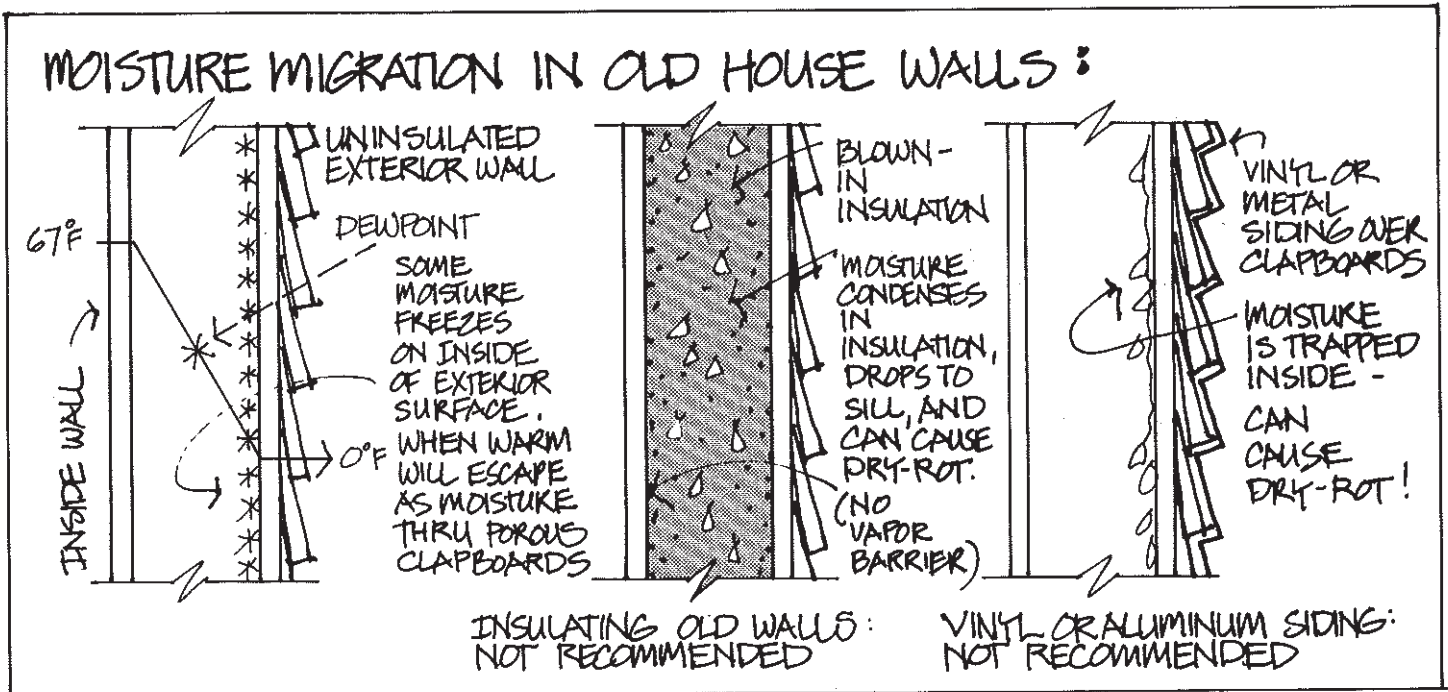 MOISTURE MIGRATION IN OLD HOUSE WALLS:
UNINSULATED
EXTERIOR WALL
67°F
DEWPOINT
SOME
MOISTURE
FREEZES
ON INSIDE
OF EXTERIOR
SURFACE.
WHEN WARM
WILL ESCAPE
AS MOISTURE
THRU POROUS
CLAPBOARDS
0°F
INSIDE WALL
BLOWN-
IN
INSULATION
MOISTURE
CONDENSES
IN
INSULATION,
DROPS TO
SILL, AND
CAN CAUSE
DRY-ROT.
(NO
VAPOR
BARRIER)
INSULATING OLD WALLS:
NOT RECOMMENDED
VINYL OR
METAL
SIDING OVER
CLAPBOARDS
MOISTURE
IS TRAPPED
INSIDE -
CAN
CAUSE
DRY-ROT!
VINYL OR ALUMINUM SIDING:
NOT RECOMMENDED